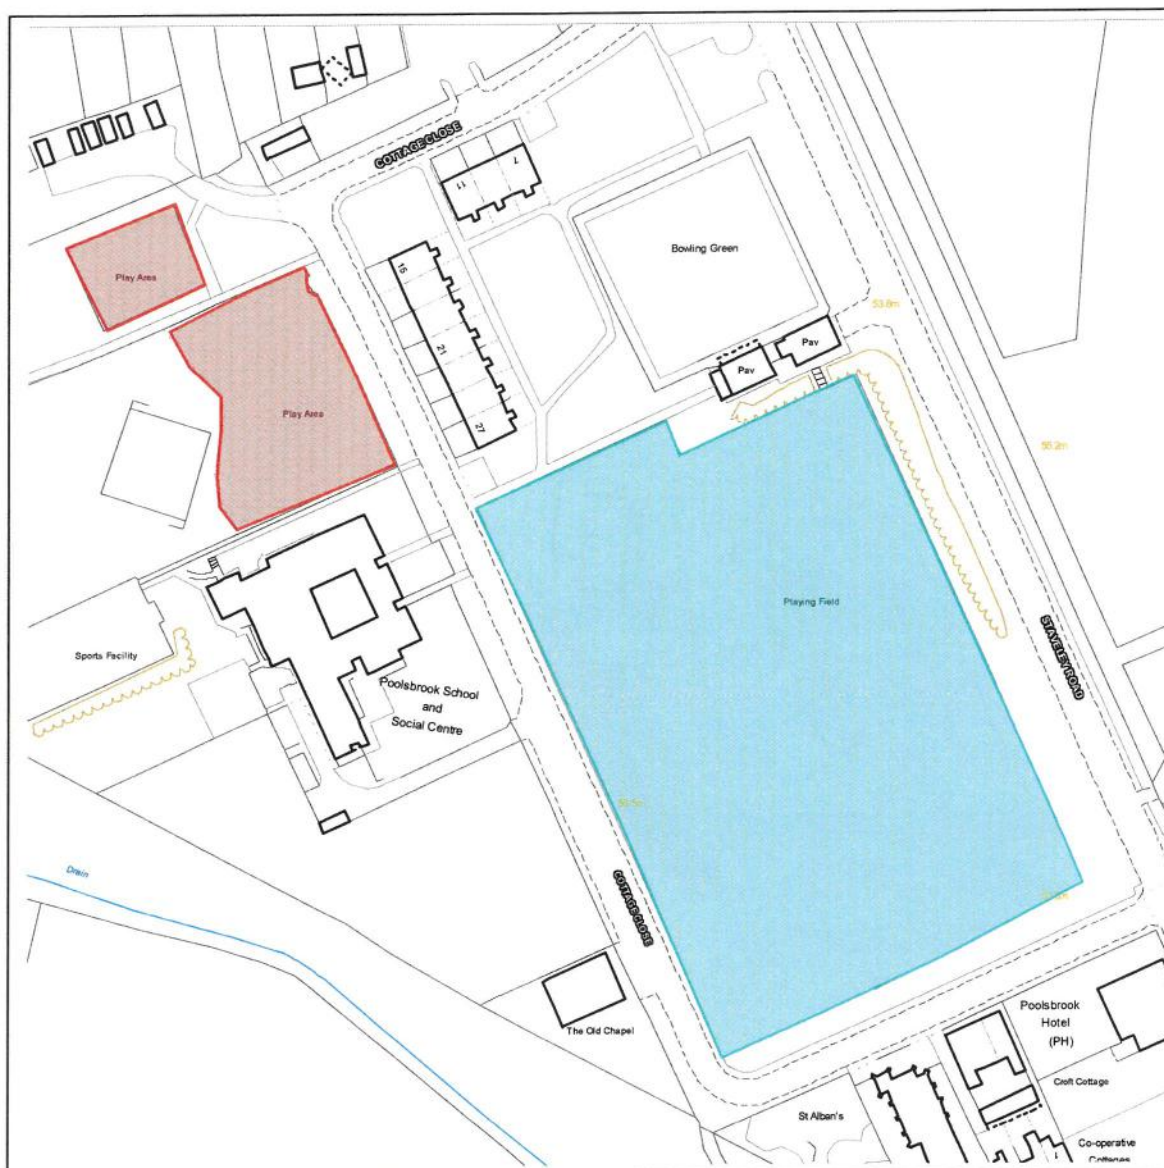 COTTAGE CLOSE
7
11
Bowling Green
Play Area
15
53.8m
Pav
Pav
21
Play Area
27
55.2m
Playing Field
STAVELEY ROAD
Sports Facility
Poolsbrook School
and
Social Centre
Drain
COTTAGE CLOSE
Poolsbrook
Hotel
(PH)
The Old Chapel
Croft Cottage
St Alban's
Co-operative
Cottages